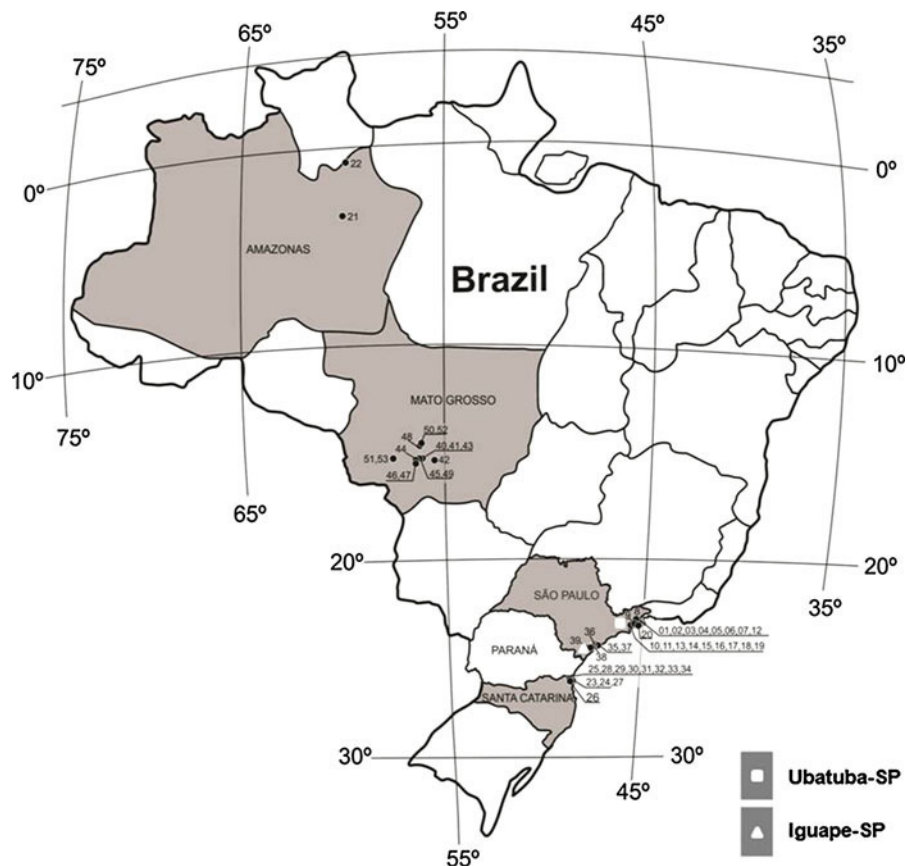 55º
65º
45º
75º
35º
22
0º
0º
21
AMAZONAS
Brazil
10º
10º
MATO GROSSO
50,52
48
75º
44
40,41,43
51,53
42
46,47
45,49
65º
20º
20º
SÃO PAULO
35º
36
20
01,02,03,04,05,06,07,12
39
35,37
10,11,13,14,15,16,17,18,19
PARANÀ
38
25,28,29,30,31,32,33,34
23,24,27
SANTA CATARINA
26
30º
30º
Ubatuba-SP
45º
Iguape-SP
55º